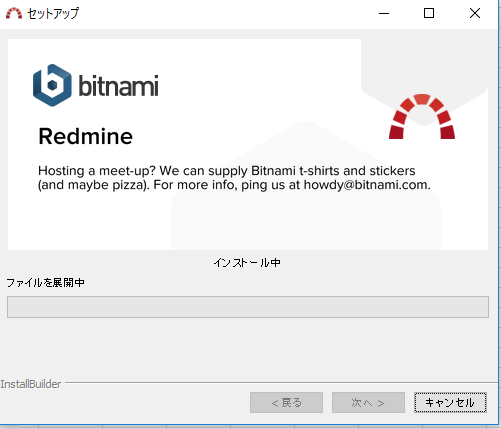 セットアップ
bitnami
Redmine
Hosting a meet-up? We can supply Bitnami t-shirts and stickers
(and maybe pizza). For more info, ping us at howdy@bitnami.com.
インストール中
ファイルを展開中
InstallBuilder
< 戻る
次へ >
キャンセル